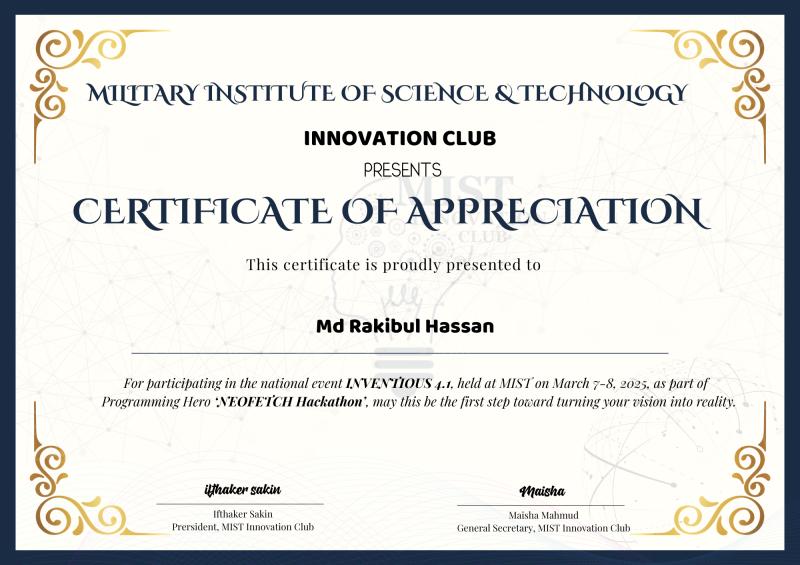 MILITARY INSTITUTE OF SCIENCE & TECHNOLOGY
INNOVATION CLUB
PRESENTS
MIST
CERTIFICATE OF APPRECIATION
CLUB
This certificate is proudly presented to
Md Rakibul Hassan
For participating in the national event INVENTIOUS 4.1, held at MIST on March 7-8, 2025, as part of
Programming Hero 'NEOFETCH Hackathon', may this be the first step toward turning your vision into reality.
ifthaker sakin
Ifthaker Sakin
Prersident, MIST Innovation Club
Maisha
Maisha Mahmud
General Secretary, MIST Innovation Club